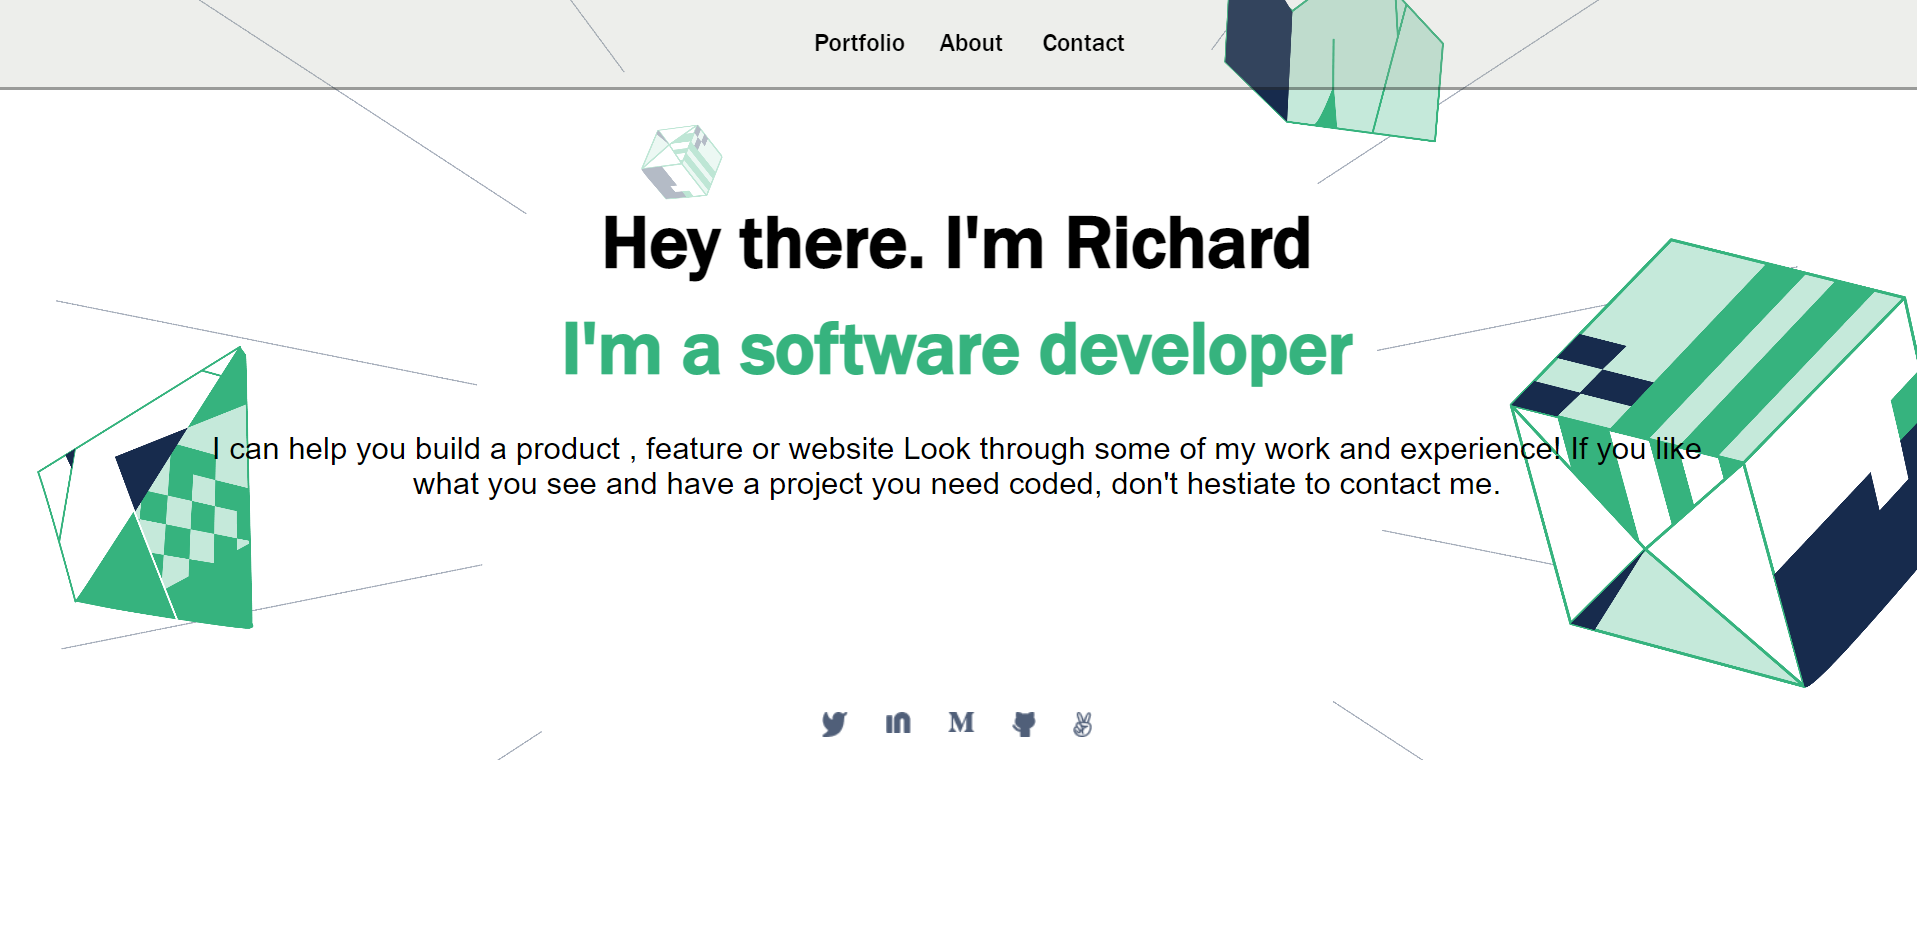 Portfolio About Contact
Hey there. I'm Richard
I'm a software developer
I can help you build a product , feature or website Look through some of my work and experience! If you like
what you see and have a project you need coded, don't hestiate to contact me.